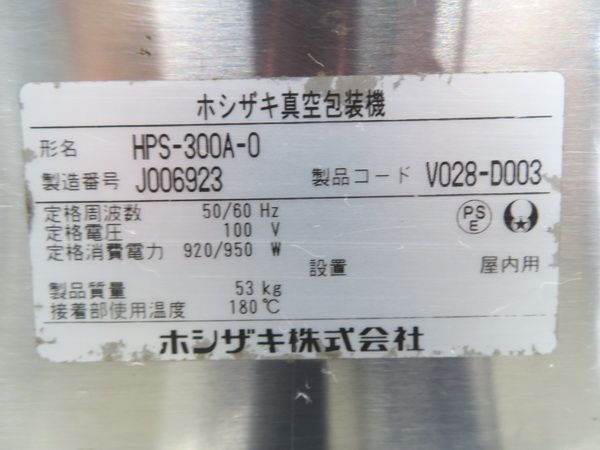 ホシザキ真空包装機
形名 HPS-300A-0
製造番号 J006923 製品コード V028-D003
定格周波数 50/60 Hz
定格電圧 100 V
定格消費電力 920/950 W
PS E
設置 屋内用
製品質量 53 kg
接着部使用温度 180℃
ホシザキ株式会社